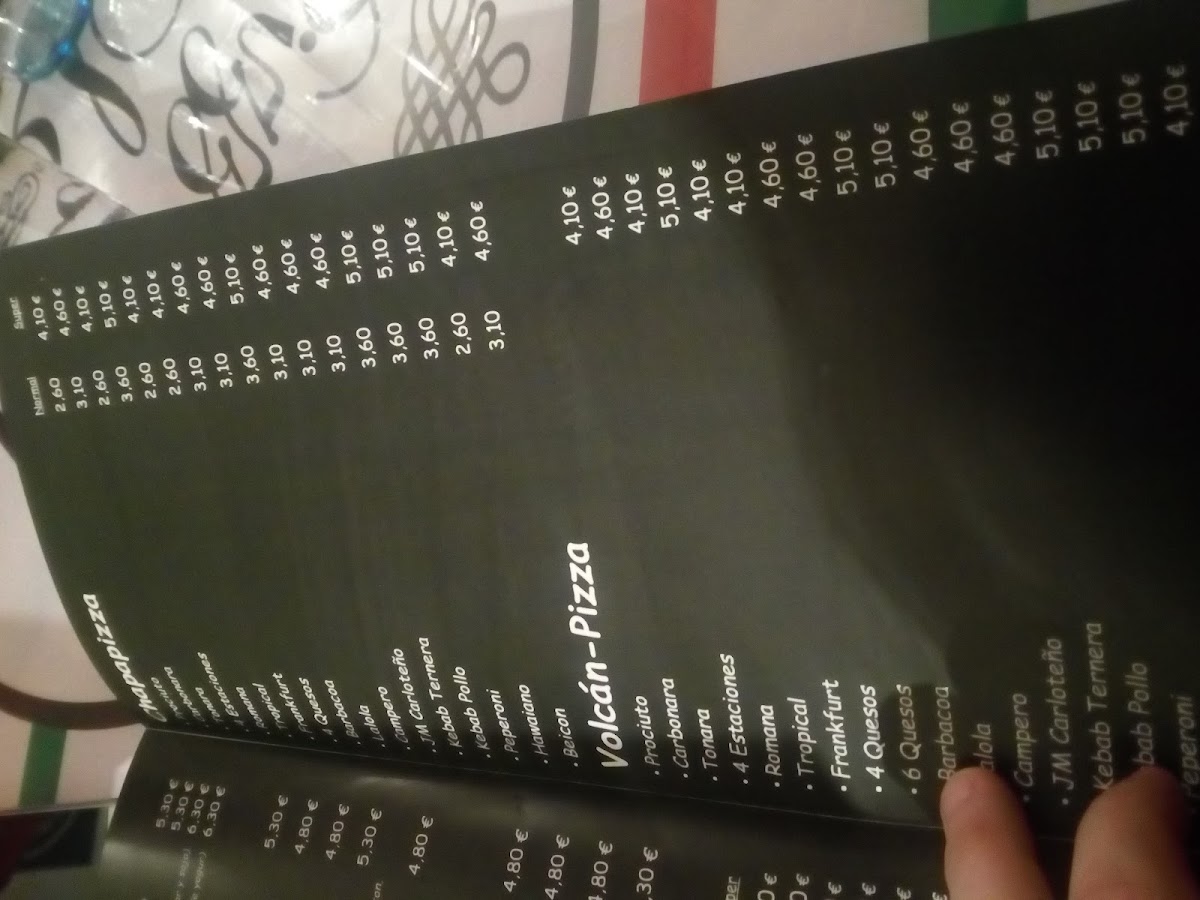 Chapapizza Normal Super
2,60 4,10 €
3,10 4,60 €
2,60 4,10 €
Estaciones 3,60 5,10 €
2,60 4,10 €
Tropical 2,60 4,10 €
Frankfurt 3,10 4,60 €
4 Quesos 3,10 4,60 €
Barbacoa 3,60 5,10 €
Lalola 3,10 4,60 €
· Campero 3,10 4,60 €
· JM Carloteño 3,10 4,60 €
· Kebab Ternera 3,60 5,10 €
· Kebab Pollo 3,60 5,10 €
· Peperoni 3,60 5,10 €
· Hawaiano 2,60 4,10 €
· Beicon 3,10 4,60 €
Volcán-Pizza
· Prociuto 4,10 €
· Carbonara 4,60 €
· Tonara 4,10 €
· 4 Estaciones 5,10 €
· Romana 4,10 €
· Tropical 4,10 €
· Frankfurt 4,60 €
· 4 Quesos 4,60 €
· 6 Quesos 5,10 €
Barbacoa 5,10 €
alola 4,60 €
· Campero 4,60 €
· JM Carloteño 4,60 €
Kebab Ternera 5,10 €
ebab Pollo 5,10 €
eperoni 5,10 €
4,10 €
5,30 €
5,30 €
6,30 €
6,30 €
5,30 €
4,80 €
4,80 €
5,30 €
4,80 €
4,80 €
4,80 €
4,80 €
,30 €